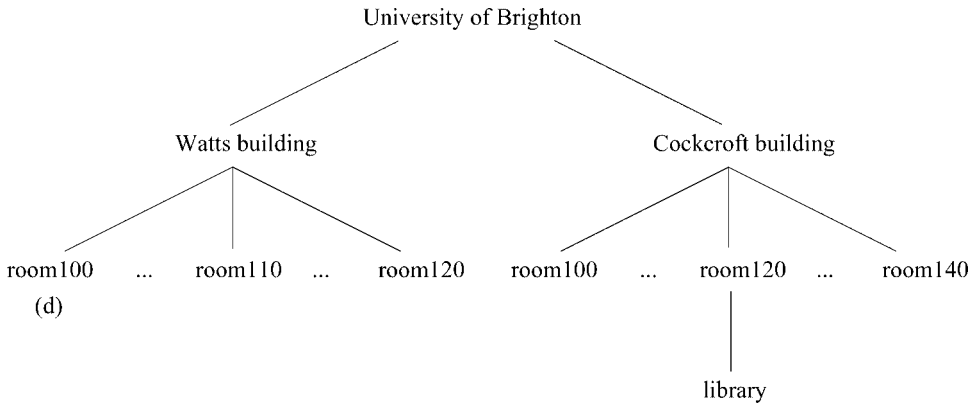 University of Brighton
Watts building Cockcroft building
room100 ... room110 ... room120 room100 ... room120 ... room140
(d)
library